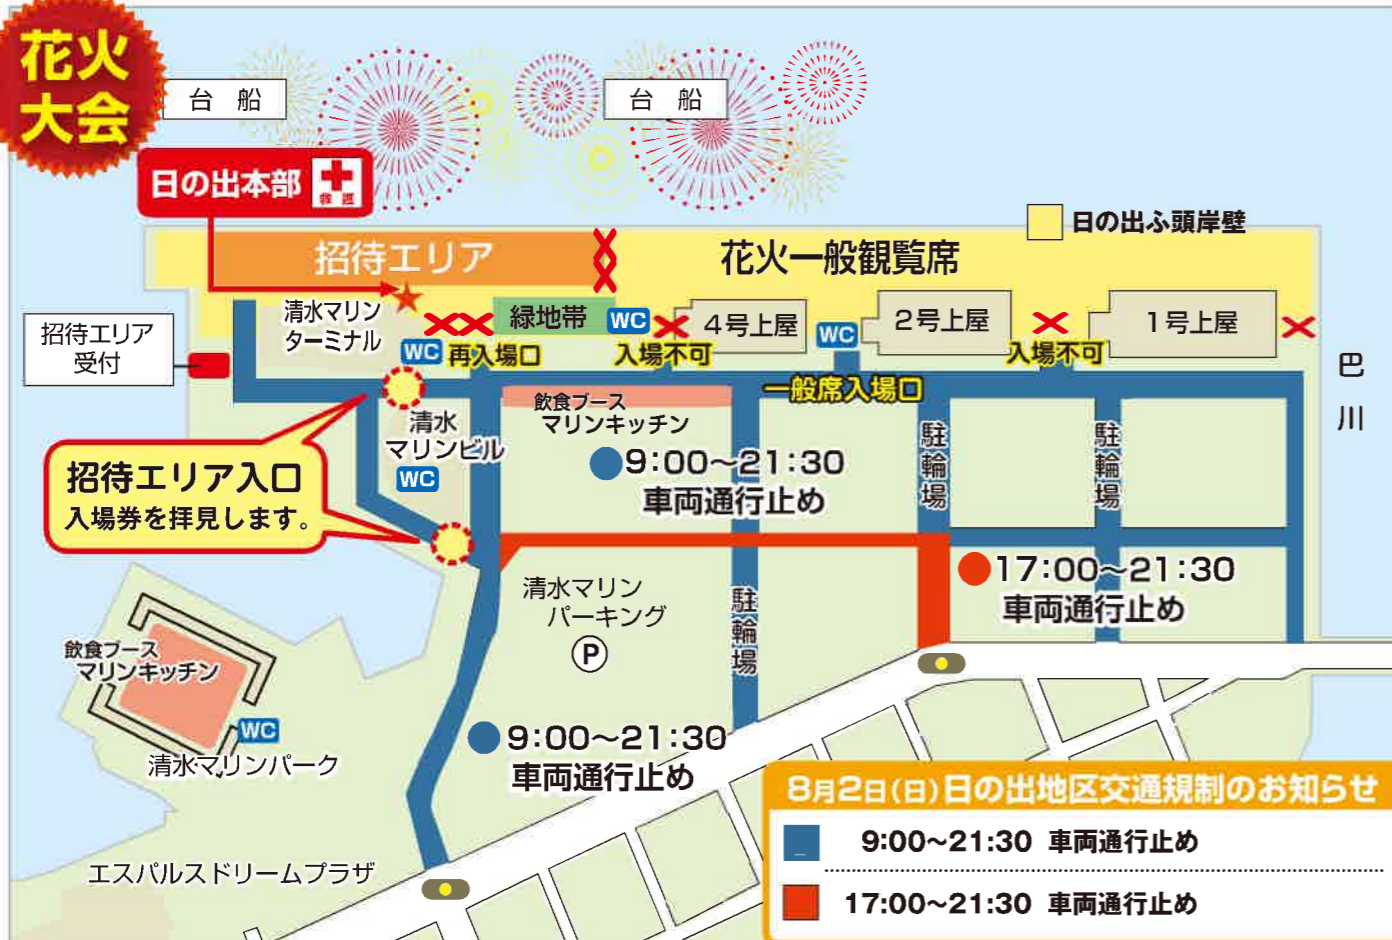 花火
大会
台 船
台 船
日の出本部
救 護
日の出ふ頭岸壁
招待エリア
花火一般観覧席
清水マリン
ターミナル
緑地帯
WC
4号上屋
WC
2号上屋
1号上屋
招待エリア
受付
WC
再入場口
入場不可
入場不可
一般席入場口
巴
川
飲食ブース
マリンキッチン
清水
マリンビル
WC
駐輪場
駐輪場
9:00〜21:30
車両通行止め
招待エリア入口
入場券を拝見します。
17:00〜21:30
車両通行止め
清水マリン
パーキング
P
駐輪場
飲食ブース
マリンキッチン
WC
清水マリンパーク
9:00〜21:30
車両通行止め
エスパルスドリームプラザ
8月2日(日)日の出地区交通規制のお知らせ
9:00〜21:30 車両通行止め
17:00〜21:30 車両通行止め